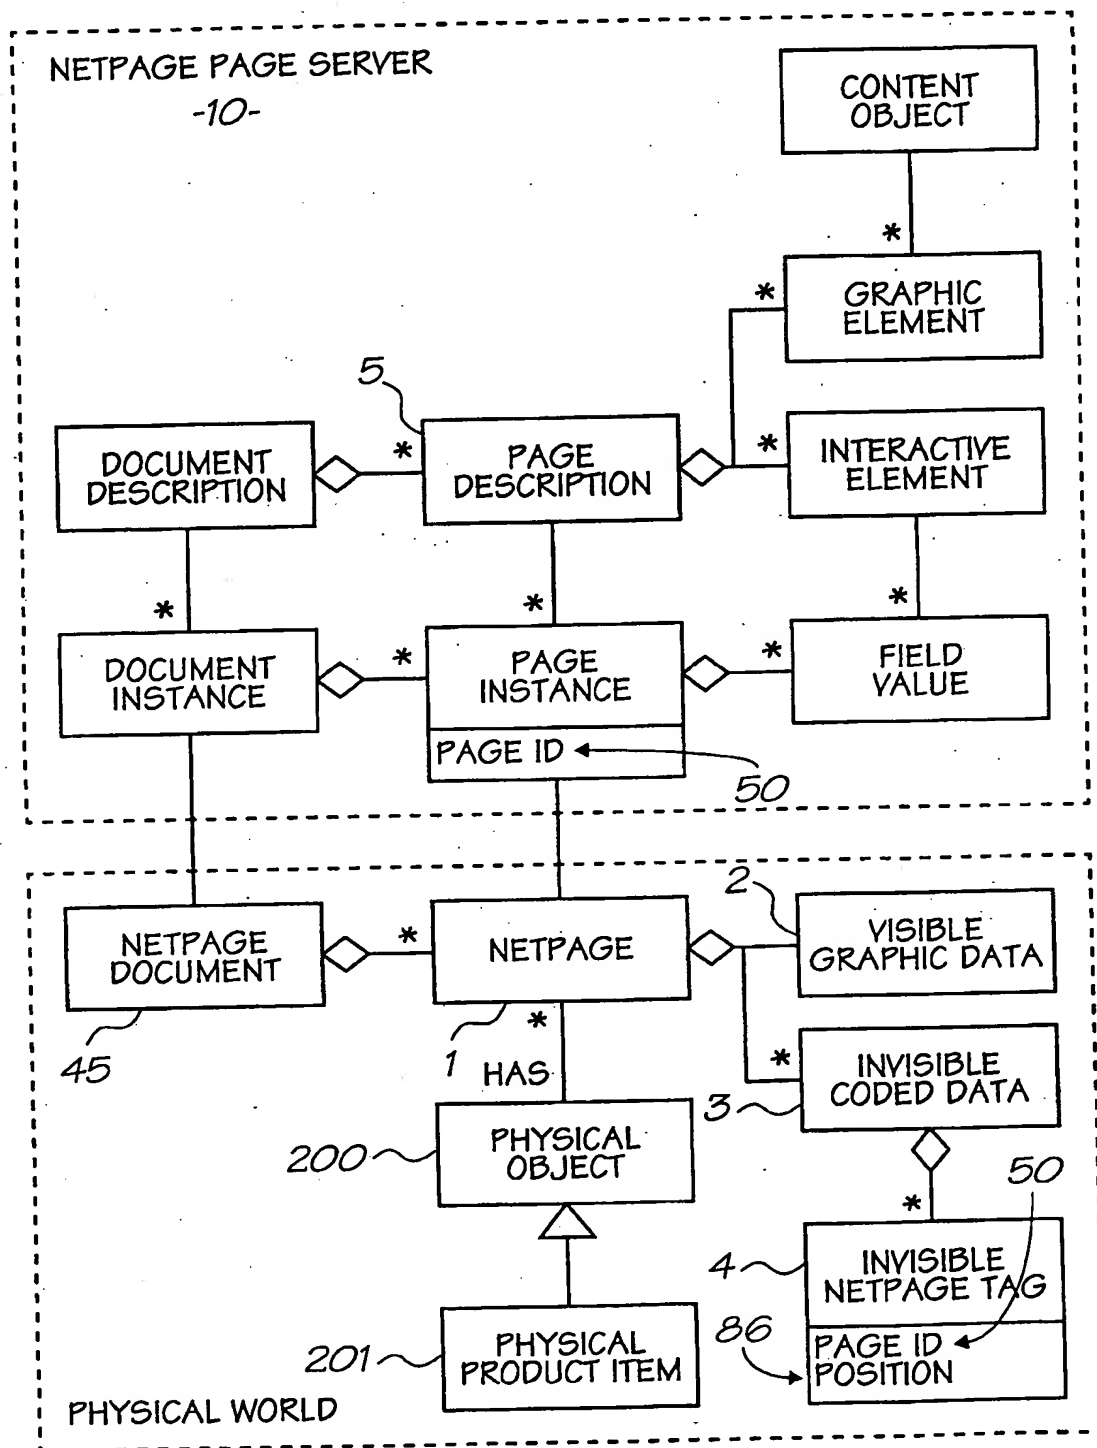 NETPAGE PAGE SERVER
-10-
CONTENT
OBJECT
*
GRAPHIC
ELEMENT
*
5
DOCUMENT
DESCRIPTION
*
PAGE
DESCRIPTION
*
INTERACTIVE
ELEMENT
*
*
*
DOCUMENT
INSTANCE
*
PAGE
INSTANCE
PAGE ID
50
*
FIELD
VALUE
NETPAGE
DOCUMENT
45
*
NETPAGE
1
2
VISIBLE
GRAPHIC DATA
*
HAS
*
3
INVISIBLE
CODED DATA
200
PHYSICAL
OBJECT
*
50
4
INVISIBLE
NETPAGE TAG
86
PAGE ID
POSITION
201
PHYSICAL
PRODUCT ITEM
PHYSICAL WORLD